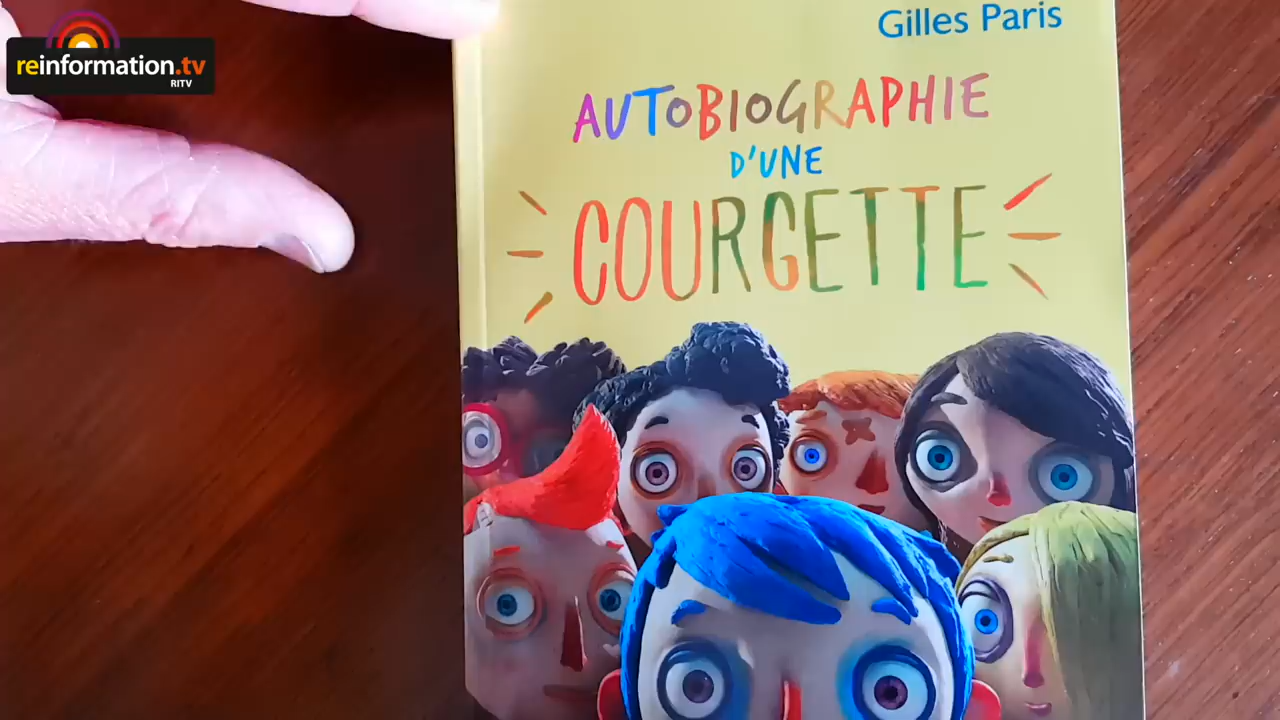 reinformation.tv
RITV
Gilles Paris
AUTOBIOGRAPHIE
D'UNE
COURGETTE